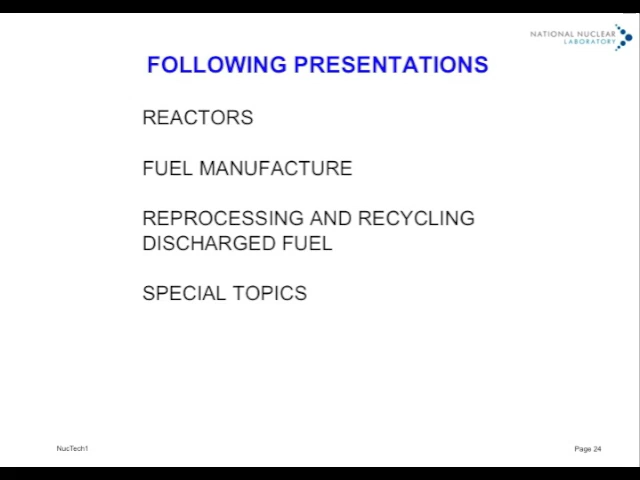 NATIONAL NUCLEAR
LABORATORY
FOLLOWING PRESENTATIONS
REACTORS
FUEL MANUFACTURE
REPROCESSING AND RECYCLING
DISCHARGED FUEL
SPECIAL TOPICS
NucTech1
Page 24